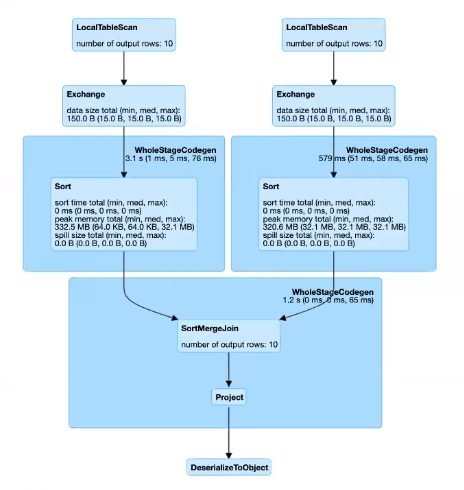 LocalTableScan
number of output rows: 10
LocalTableScan
number of output rows: 10
Exchange
data size total (min, med, max):
150.0 B (15.0 B, 15.0 B, 15.0 B)
Exchange
data size total (min, med, max):
150.0 B (15.0 B, 15.0 B, 15.0 B)
WholeStageCodegen
3.1 s (1 ms, 5 ms, 76 ms)
WholeStageCodegen
579 ms (51 ms, 58 ms, 65 ms)
Sort
sort time total (min, med, max):
0 ms (0 ms, 0 ms, 0 ms)
peak memory total (min, med, max):
332.5 MB (64.0 KB, 64.0 KB, 32.1 MB)
spill size total (min, med, max):
0.0 B (0.0 B, 0.0 B, 0.0 B)
Sort
sort time total (min, med, max):
0 ms (0 ms, 0 ms, 0 ms)
peak memory total (min, med, max):
320.6 MB (32.1 MB, 32.1 MB, 32.1 MB)
spill size total (min, med, max):
0.0 B (0.0 B, 0.0 B, 0.0 B)
WholeStageCodegen
1.2 s (0 ms, 0 ms, 65 ms)
SortMergeJoin
number of output rows: 10
Project
DeserializeToObject